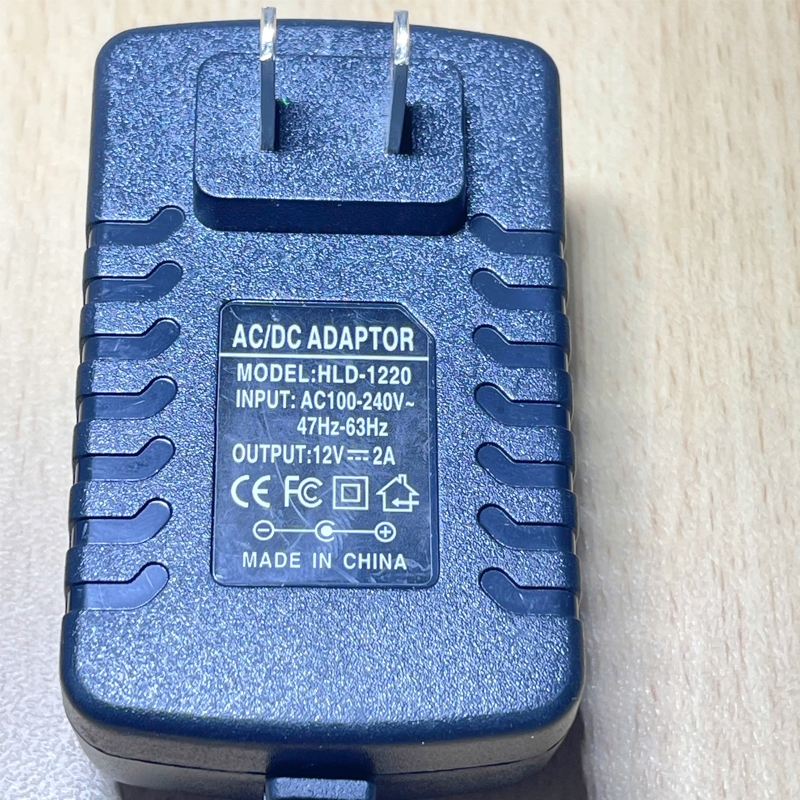 AC/DC ADAPTOR
MODEL:HLD-1220
INPUT: AC100-240V~
47Hz-63Hz
OUTPUT:12V⎓2A
CE FC
MADE IN CHINA